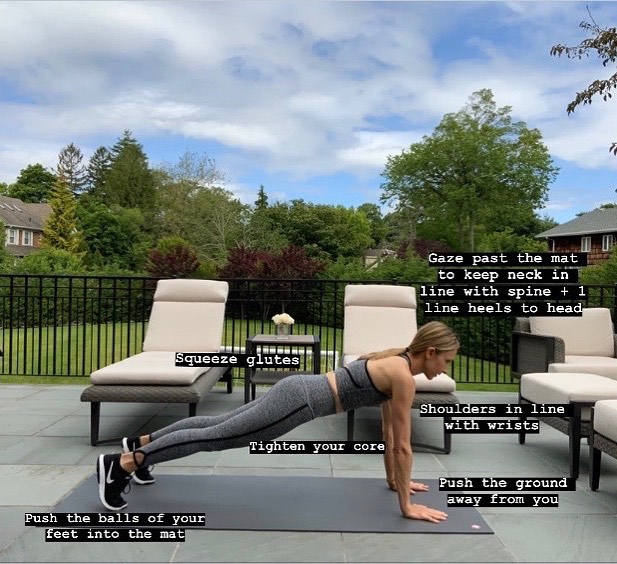 Gaze past the mat
to keep neck in
line with spine + 1
line heels to head
Squeeze glutes
Shoulders in line
with wrists
Tighten your core
Push the ground
away from you
Push the balls of your
feet into the mat